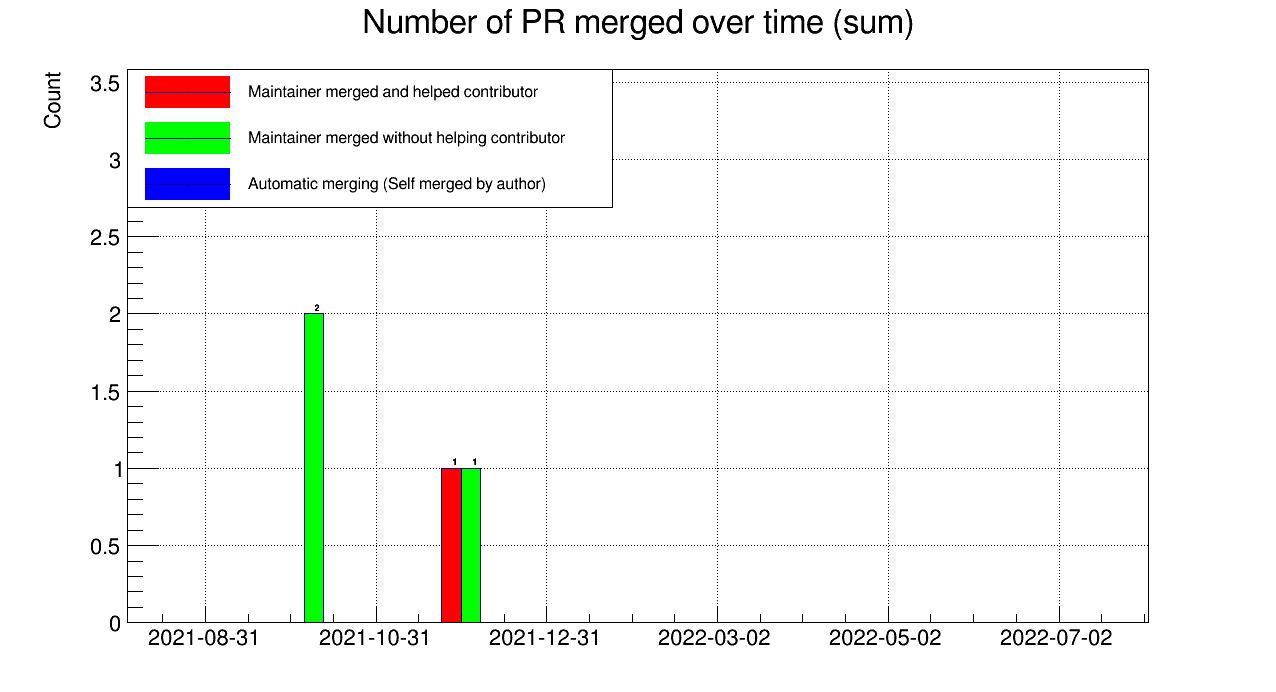 Number of PR merged over time (sum)
Count
Maintainer merged and helped contributor
Maintainer merged without helping contributor
Automatic merging (Self merged by author)
3.5
3
2.5
2
1.5
1
0.5
0
2
1 1
2021-08-31 2021-10-31 2021-12-31 2022-03-02 2022-05-02 2022-07-02